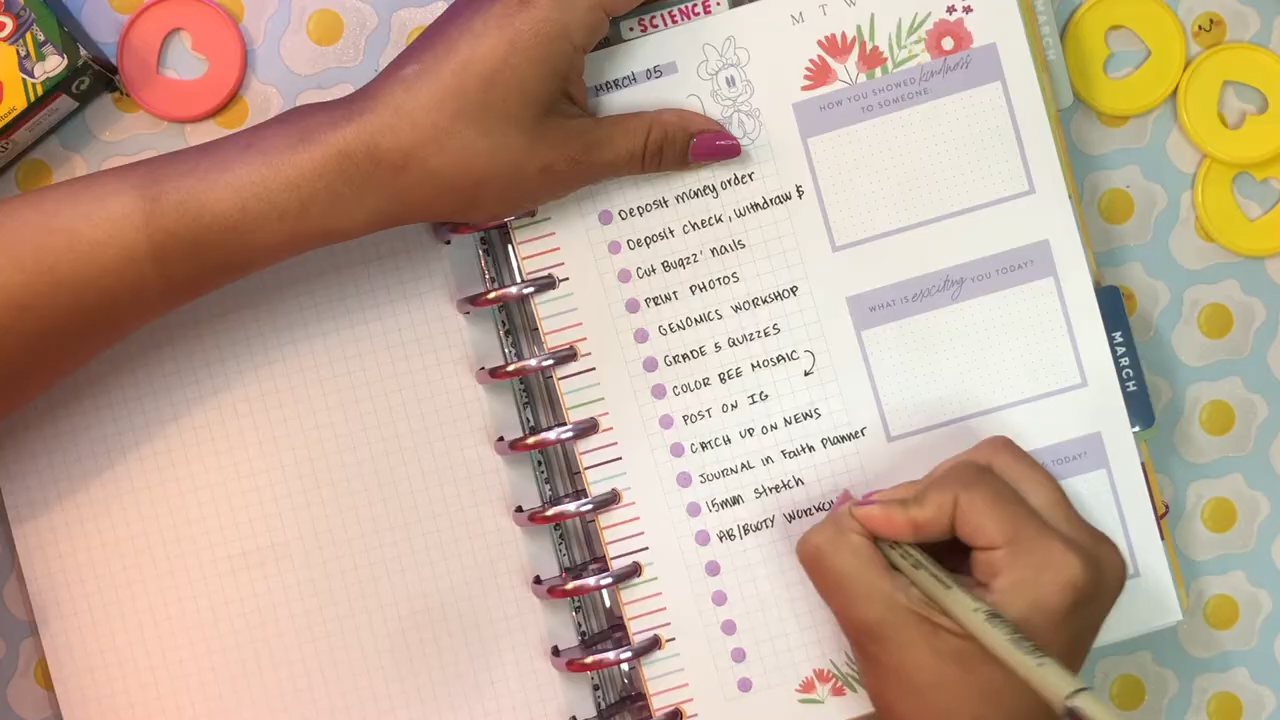 SCIENCE
M T W
MARCH 05
MARCH
HOW YOU SHOWED kindness
TO SOMEONE:
Deposit money order
Deposit check, withdraw $
Cut Bugzz' nails
PRINT PHOTOS
GENOMICS WORKSHOP
GRADE 5 QUIZZES
COLOR BEE MOSAIC
POST ON IG
CATCH UP ON NEWS
JOURNAL in Faith Planner
15min Stretch
AB/BOOTY WORKOU
WHAT IS exciting YOU TODAY?
MARCH
TODAY?